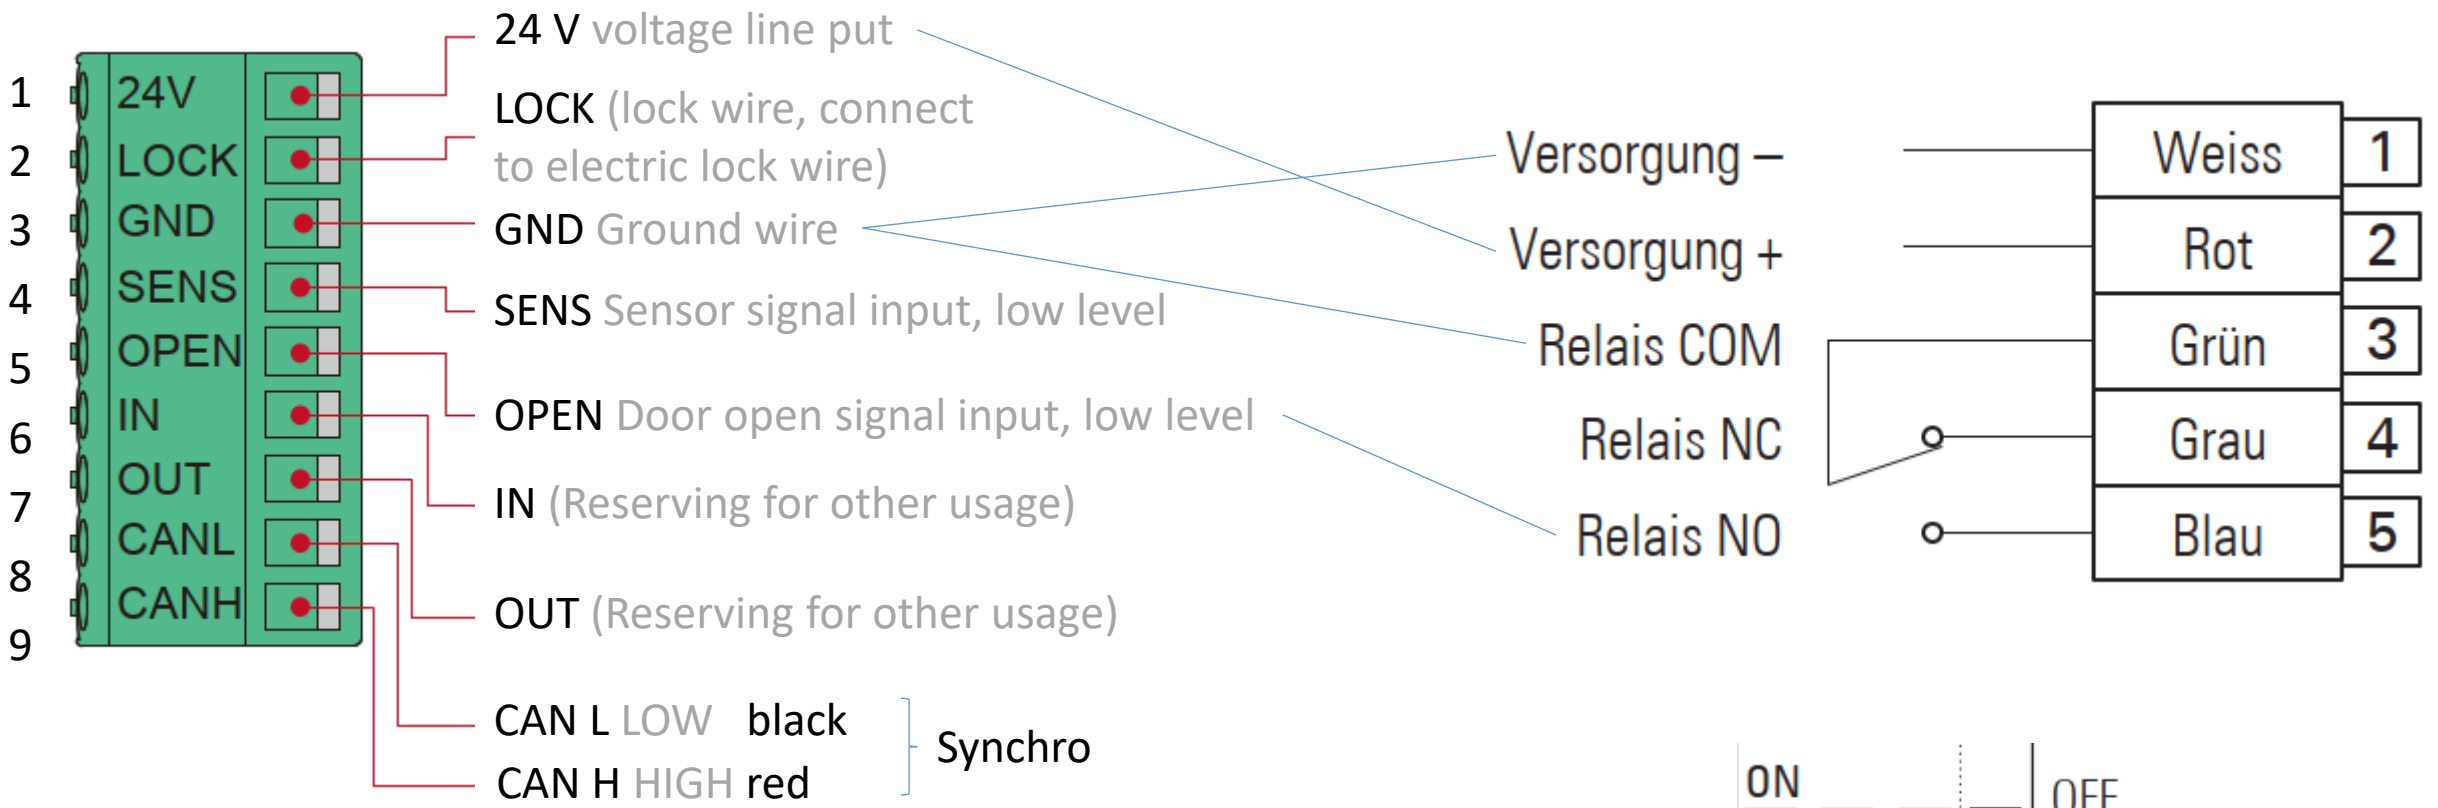 1
2
3
4
5
6
7
8
9
24V
LOCK
GND
SENS
OPEN
IN
OUT
CANL
CANH
24 V voltage line put
LOCK (lock wire, connect
to electric lock wire)
GND Ground wire
SENS Sensor signal input, low level
OPEN Door open signal input, low level
IN (Reserving for other usage)
OUT (Reserving for other usage)
CAN L LOW black
CAN H HIGH red
Synchro
Versorgung – Weiss 1
Versorgung + Rot 2
Relais COM Grün 3
Relais NC Grau 4
Relais NO Blau 5
ON OFF